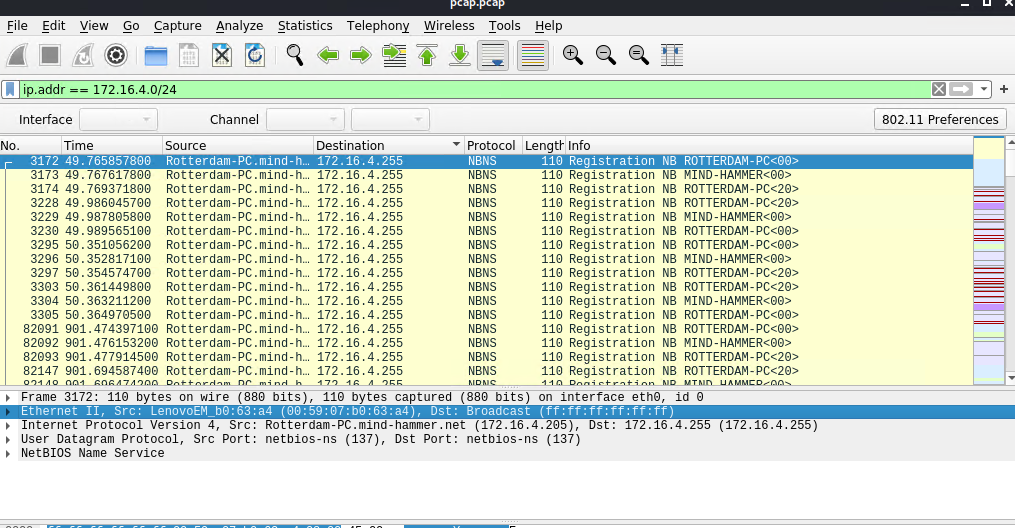 pcap.pcap
File Edit View Go Capture Analyze Statistics Telephony Wireless Tools Help
ip.addr == 172.16.4.0/24
Interface Channel 802.11 Preferences
No. Time Source Destination Protocol Length Info
3172 49.765857800 Rotterdam-PC.mind-h… 172.16.4.255 NBNS 110 Registration NB ROTTERDAM-PC<00>
3173 49.767617800 Rotterdam-PC.mind-h… 172.16.4.255 NBNS 110 Registration NB MIND-HAMMER<00>
3174 49.769371800 Rotterdam-PC.mind-h… 172.16.4.255 NBNS 110 Registration NB ROTTERDAM-PC<20>
3228 49.986045700 Rotterdam-PC.mind-h… 172.16.4.255 NBNS 110 Registration NB ROTTERDAM-PC<20>
3229 49.987805800 Rotterdam-PC.mind-h… 172.16.4.255 NBNS 110 Registration NB MIND-HAMMER<00>
3230 49.989565100 Rotterdam-PC.mind-h… 172.16.4.255 NBNS 110 Registration NB ROTTERDAM-PC<00>
3295 50.351056200 Rotterdam-PC.mind-h… 172.16.4.255 NBNS 110 Registration NB ROTTERDAM-PC<00>
3296 50.352817100 Rotterdam-PC.mind-h… 172.16.4.255 NBNS 110 Registration NB MIND-HAMMER<00>
3297 50.354574700 Rotterdam-PC.mind-h… 172.16.4.255 NBNS 110 Registration NB ROTTERDAM-PC<20>
3303 50.361449800 Rotterdam-PC.mind-h… 172.16.4.255 NBNS 110 Registration NB ROTTERDAM-PC<20>
3304 50.363211200 Rotterdam-PC.mind-h… 172.16.4.255 NBNS 110 Registration NB MIND-HAMMER<00>
3305 50.364970500 Rotterdam-PC.mind-h… 172.16.4.255 NBNS 110 Registration NB ROTTERDAM-PC<00>
82091 901.474397100 Rotterdam-PC.mind-h… 172.16.4.255 NBNS 110 Registration NB ROTTERDAM-PC<00>
82092 901.476153200 Rotterdam-PC.mind-h… 172.16.4.255 NBNS 110 Registration NB MIND-HAMMER<00>
82093 901.477914500 Rotterdam-PC.mind-h… 172.16.4.255 NBNS 110 Registration NB ROTTERDAM-PC<20>
82147 901.694587400 Rotterdam-PC.mind-h… 172.16.4.255 NBNS 110 Registration NB ROTTERDAM-PC<20>
82148 901.696474200 Rotterdam-PC.mind-h… 172.16.4.255 NBNS 110 Registration NB MIND-HAMMER<00>
Frame 3172: 110 bytes on wire (880 bits), 110 bytes captured (880 bits) on interface eth0, id 0
Ethernet II, Src: LenovoEM_b0:63:a4 (00:59:07:b0:63:a4), Dst: Broadcast (ff:ff:ff:ff:ff:ff)
Internet Protocol Version 4, Src: Rotterdam-PC.mind-hammer.net (172.16.4.205), Dst: 172.16.4.255 (172.16.4.255)
User Datagram Protocol, Src Port: netbios-ns (137), Dst Port: netbios-ns (137)
NetBIOS Name Service